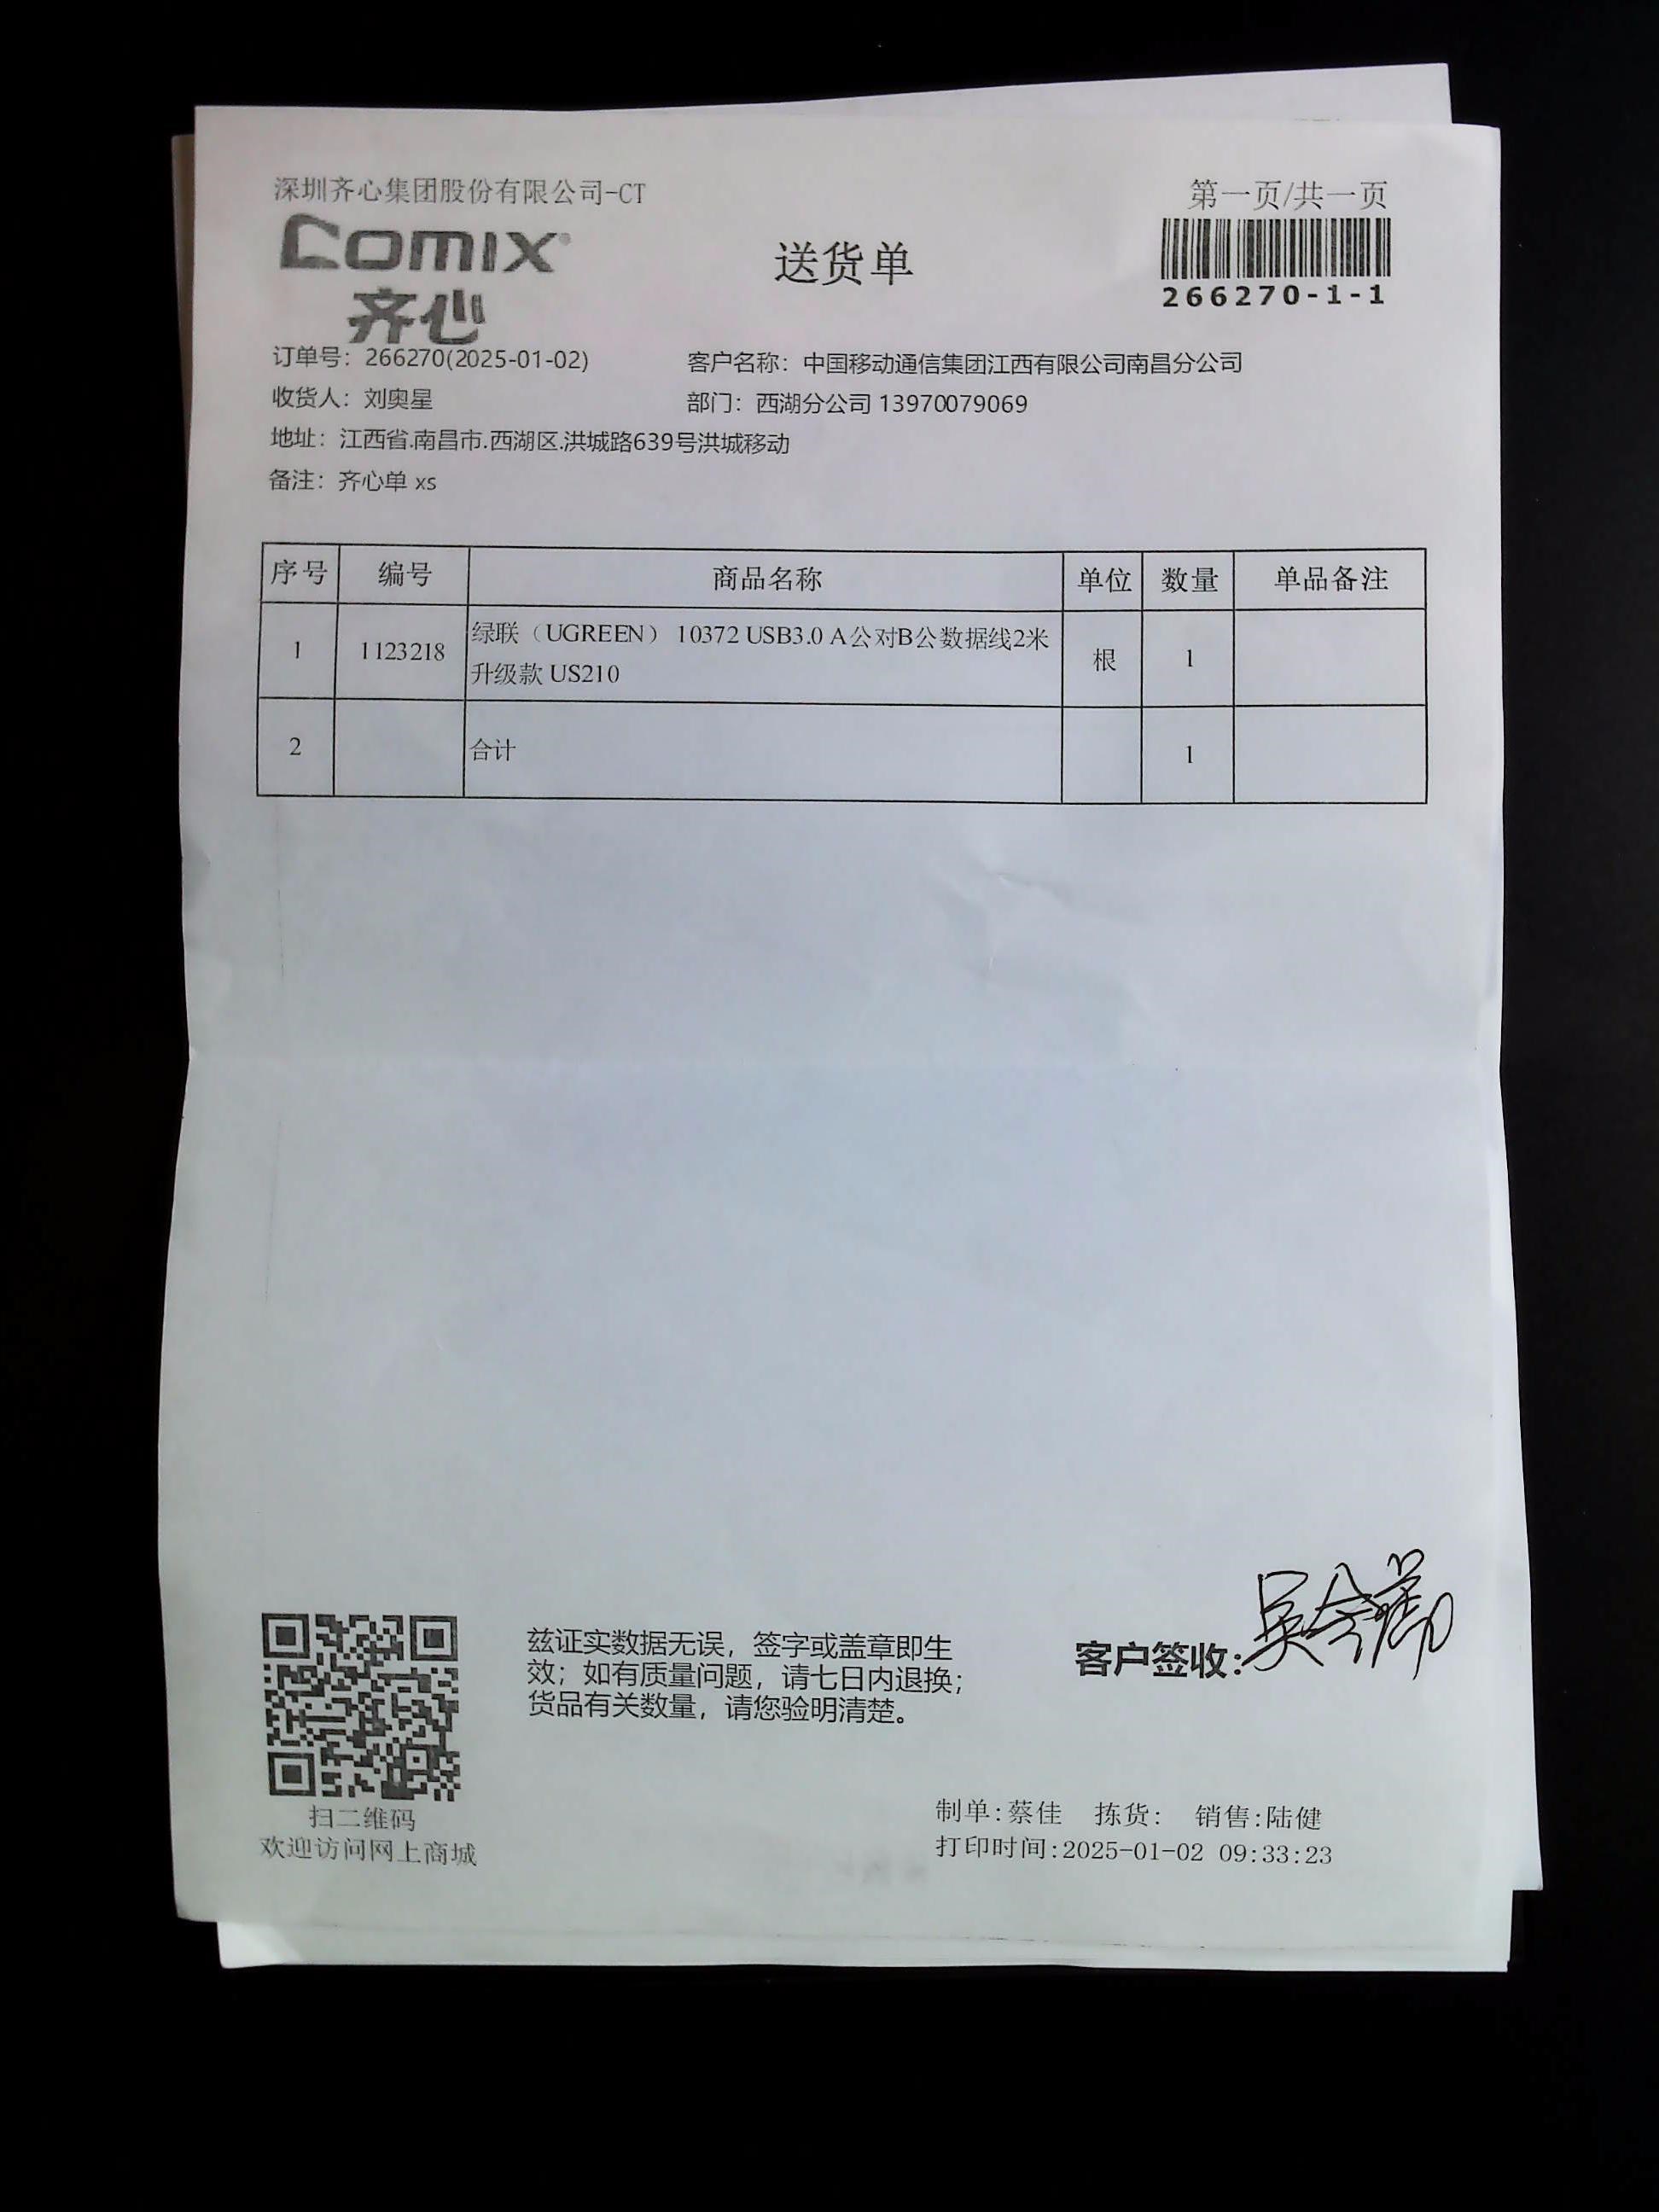 深圳齐心集团股份有限公司-CT
第一页/共一页
COMIX®
齐心
送货单
266270-1-1
订单号：266270(2025-01-02)
客户名称：中国移动通信集团江西有限公司南昌分公司
收货人：刘奥星
部门：西湖分公司 13970079069
地址：江西省.南昌市.西湖区.洪城路639号洪城移动
备注：齐心单 xs
序号 编号 商品名称 单位 数量 单品备注
1 1123218 绿联（UGREEN） 10372 USB3.0 A公对B公数据线2米 根 1
升级款 US210
2 合计 1
兹证实数据无误，签字或盖章即生
效；如有质量问题，请七日内退换；
货品有关数量，请您验明清楚。
客户签收：
扫二维码
欢迎访问网上商城
制单:蔡佳 拣货: 销售:陆健
打印时间:2025-01-02 09:33:23